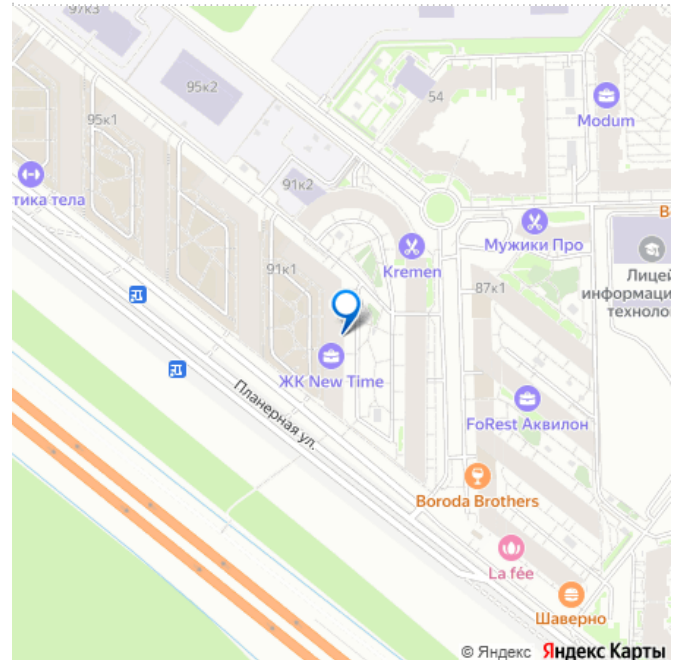 97к3
95к2
54
Modum
95к1
тика тела
91к2
В
Мужики Про
Kremen
Лицей
информаци
техноло
91к1
87к1
ЖК New Time
Планерная ул.
FoRest Аквилон
Boroda Brothers
La fée
Шаверно
© Яндекс Яндекс Карты